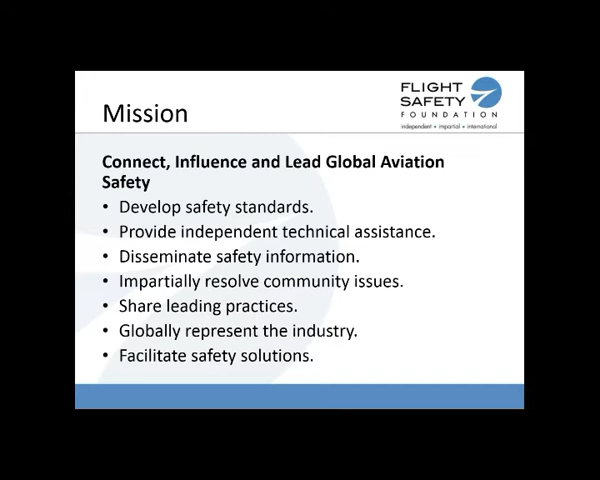 FLIGHT
SAFETY
FOUNDATION
independent • impartial • international
Mission
Connect, Influence and Lead Global Aviation
Safety
• Develop safety standards.
• Provide independent technical assistance.
• Disseminate safety information.
• Impartially resolve community issues.
• Share leading practices.
• Globally represent the industry.
• Facilitate safety solutions.